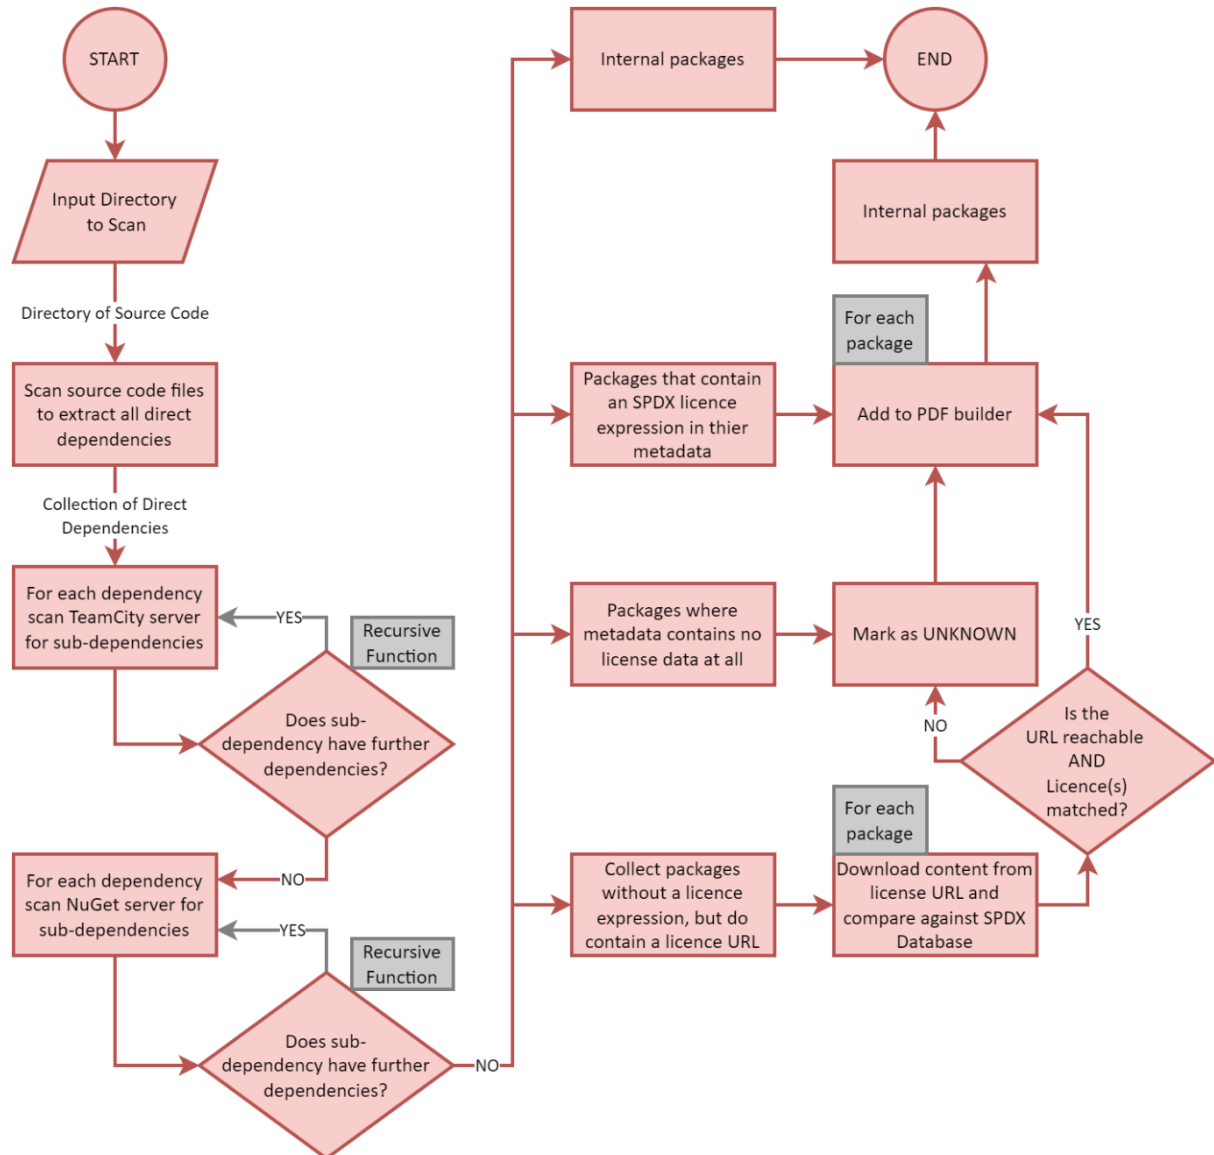 START
Input Directory
to Scan
Directory of Source Code
Scan source code files
to extract all direct
dependencies
Collection of Direct
Dependencies
For each dependency
scan TeamCity server
for sub-dependencies
YES
Recursive
Function
Does sub-
dependency have further
dependencies?
NO
For each dependency
scan NuGet server for
sub-dependencies
YES
Recursive
Function
Does sub-
dependency have further
dependencies?
NO
Internal packages
END
Internal packages
For each
package
Packages that contain
an SPDX licence
expression in thier
metadata
Add to PDF builder
Packages where
metadata contains no
license data at all
Mark as UNKNOWN
YES
NO
Is the
URL reachable
AND
Licence(s)
matched?
For each
package
Collect packages
without a licence
expression, but do
contain a licence URL
Download content from
license URL and
compare against SPDX
Database